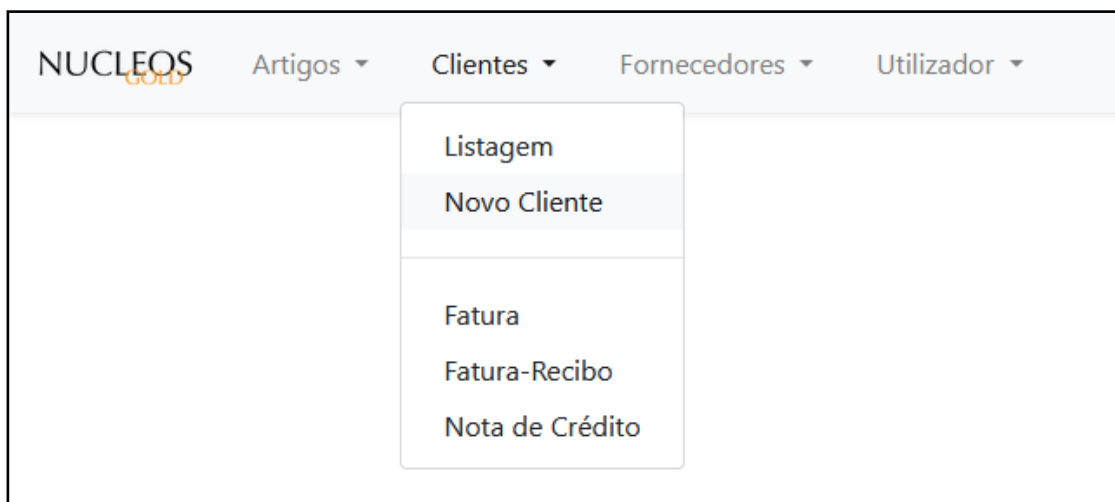 NUCLEOS GOLD Artigos Clientes Fornecedores Utilizador
Listagem
Novo Cliente
Fatura
Fatura-Recibo
Nota de Crédito